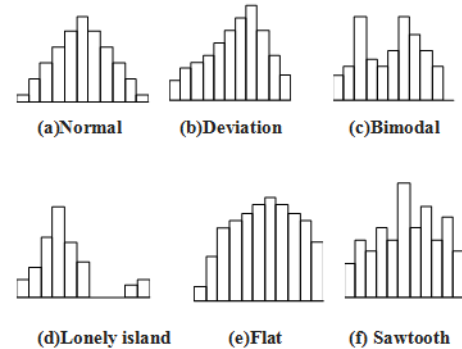 (a)Normal
(b)Deviation
(c)Bimodal
(d)Lonely island
(e)Flat
(f) Sawtooth